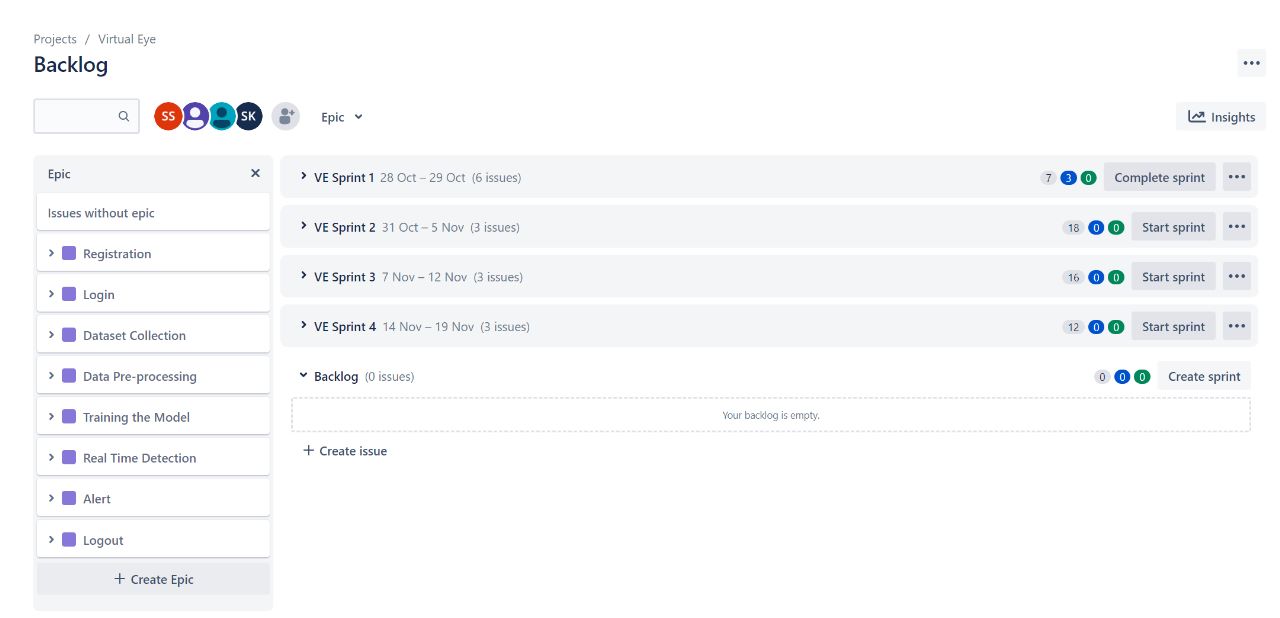 Projects / Virtual Eye
Backlog
SS SK Epic
Insights
Epic
Issues without epic
Registration
Login
Dataset Collection
Data Pre-processing
Training the Model
Real Time Detection
Alert
Logout
+ Create Epic
VE Sprint 1 28 Oct – 29 Oct (6 issues) 7 3 0 Complete sprint
VE Sprint 2 31 Oct – 5 Nov (3 issues) 18 0 0 Start sprint
VE Sprint 3 7 Nov – 12 Nov (3 issues) 16 0 0 Start sprint
VE Sprint 4 14 Nov – 19 Nov (3 issues) 12 0 0 Start sprint
Backlog (0 issues) 0 0 0 Create sprint
Your backlog is empty.
+ Create issue